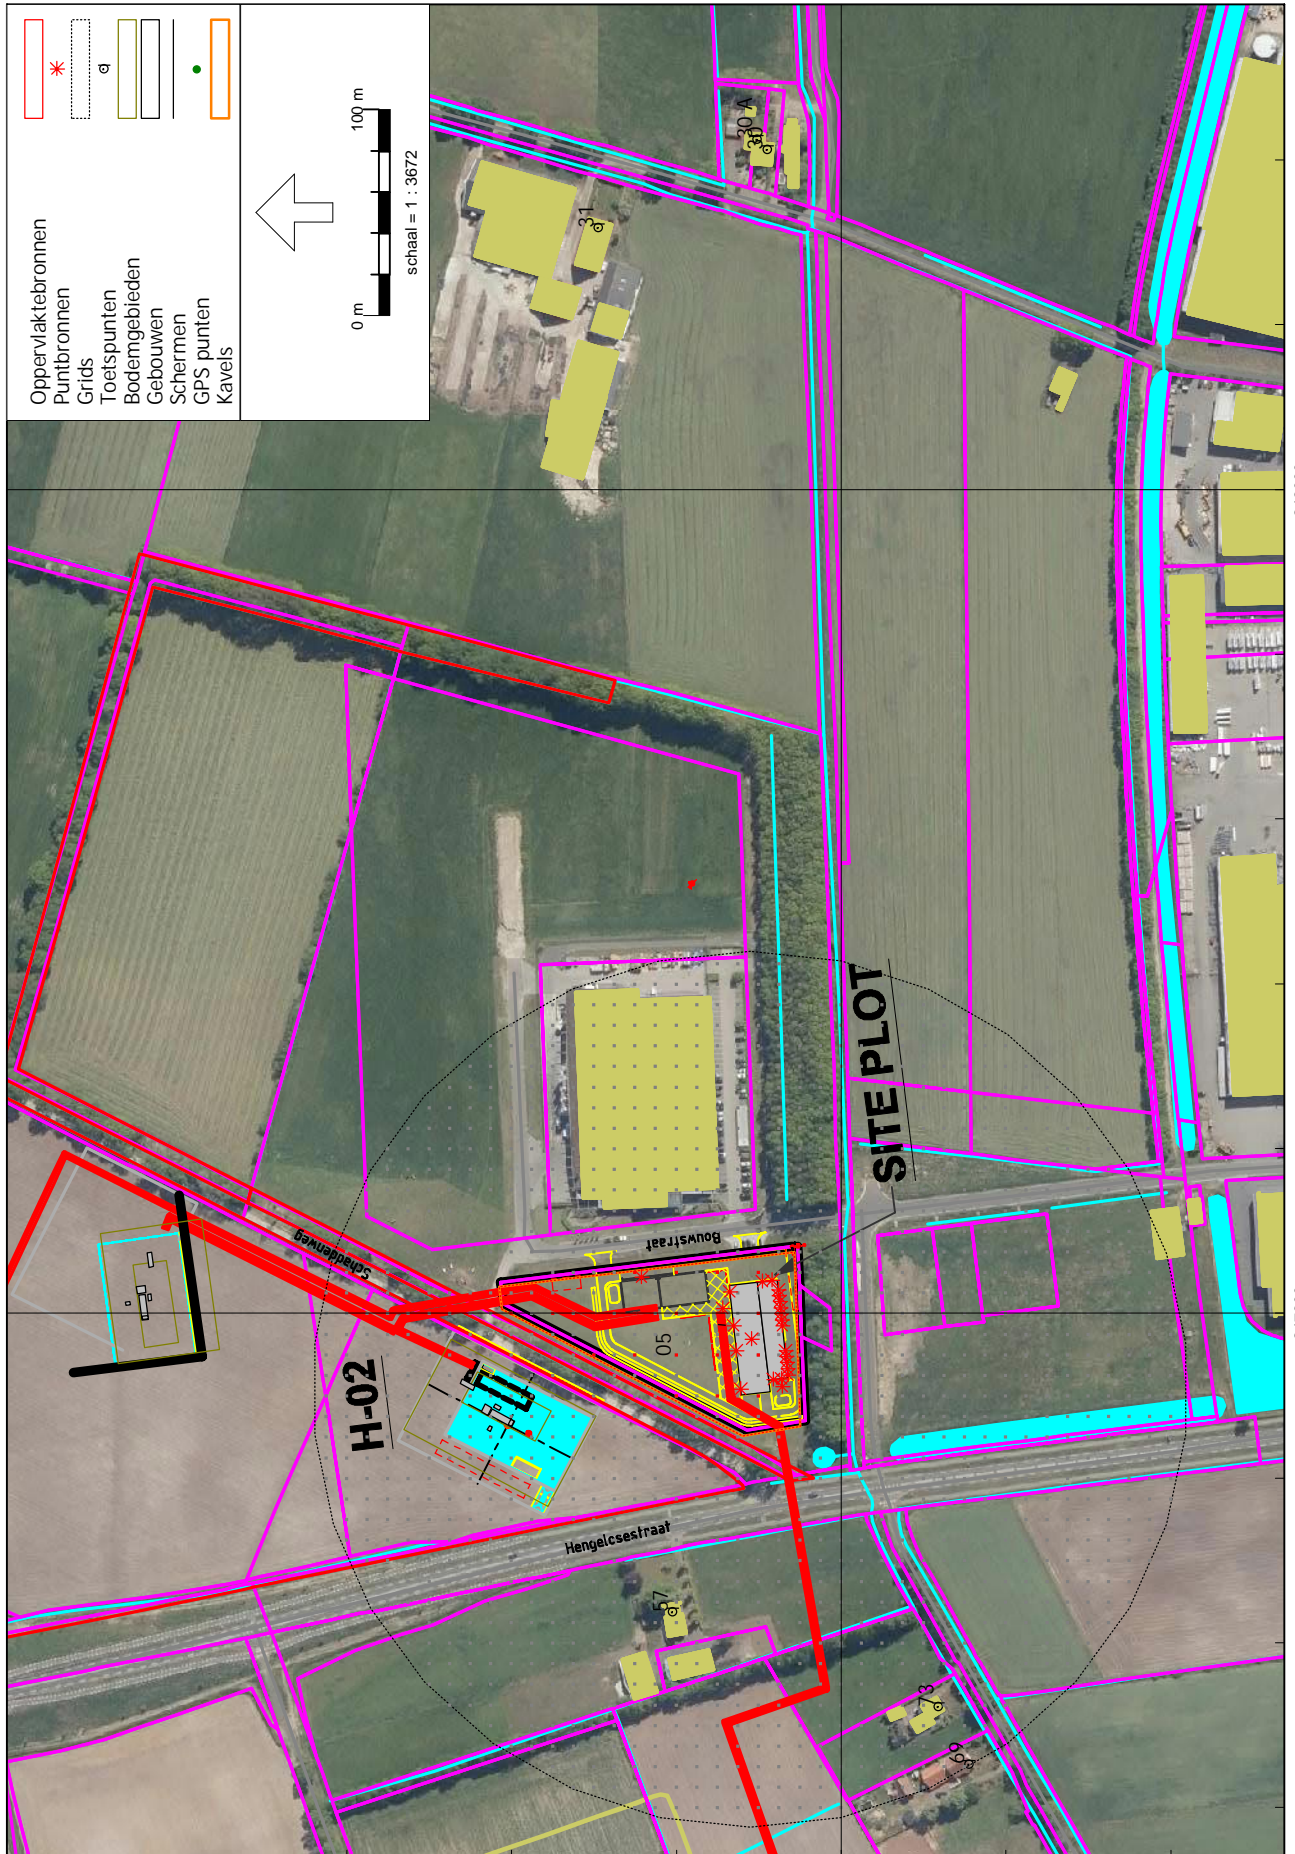 Oppervlaktebronnen
Puntbronnen
Grids
Toetspunten
Bodemgebieden
Gebouwen
Schermen
GPS punten
Kavels
0 m
100 m
schaal = 1 : 3672
31
30 A
Schaddenweg
H-02
Bouwstraat
SITE PLOT
05
Hengelosestraat
57
73
69